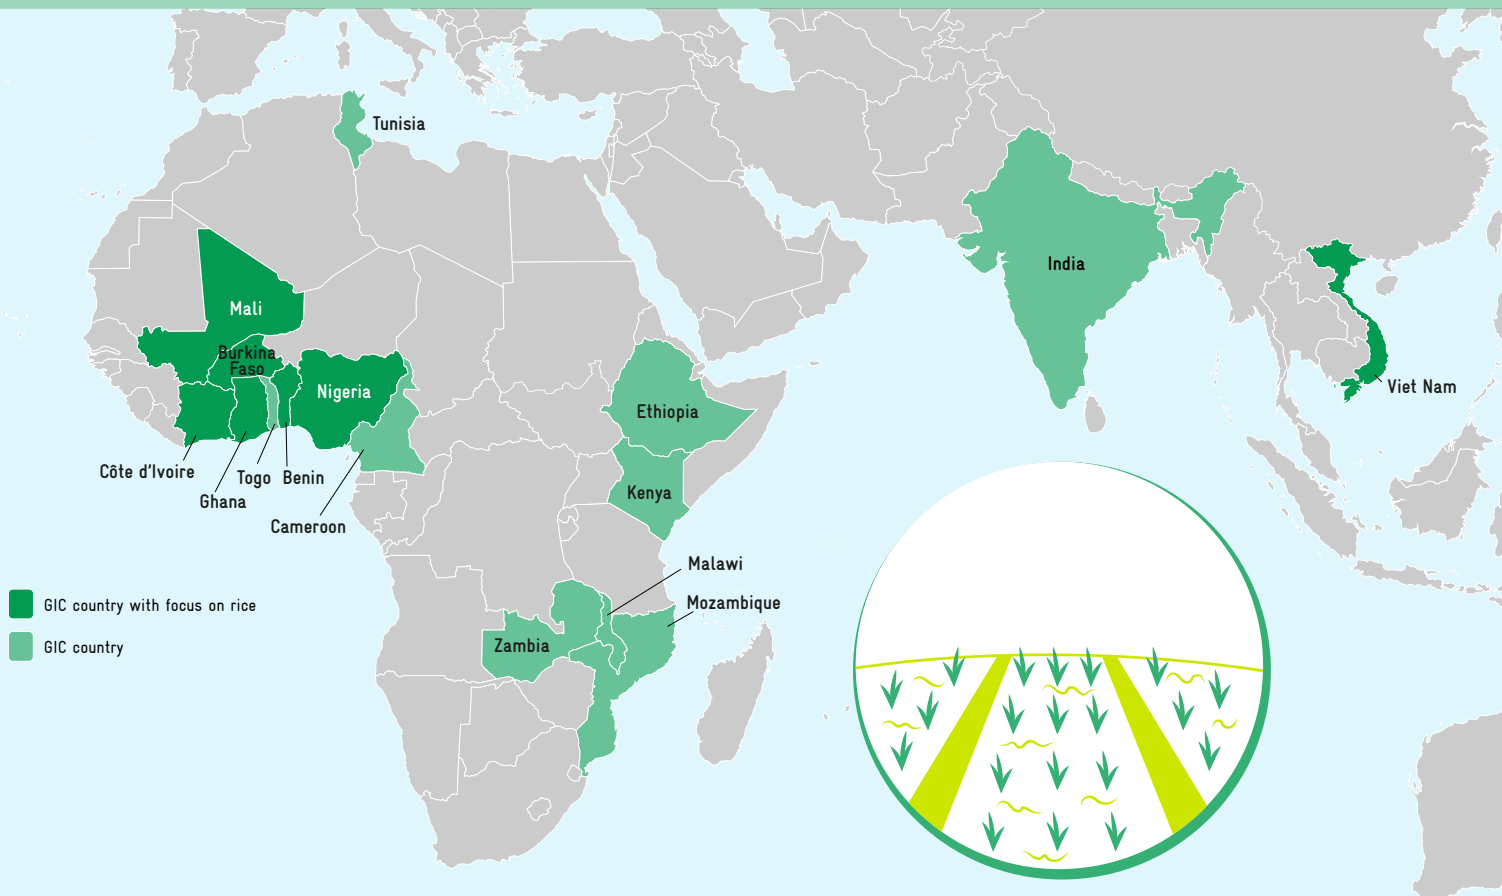 Tunisia
Mali
Burkina
Faso
Nigeria
India
Ethiopia
Viet Nam
Côte d'Ivoire
Ghana
Togo
Benin
Cameroon
Kenya
Malawi
Mozambique
Zambia
GIC country with focus on rice
GIC country